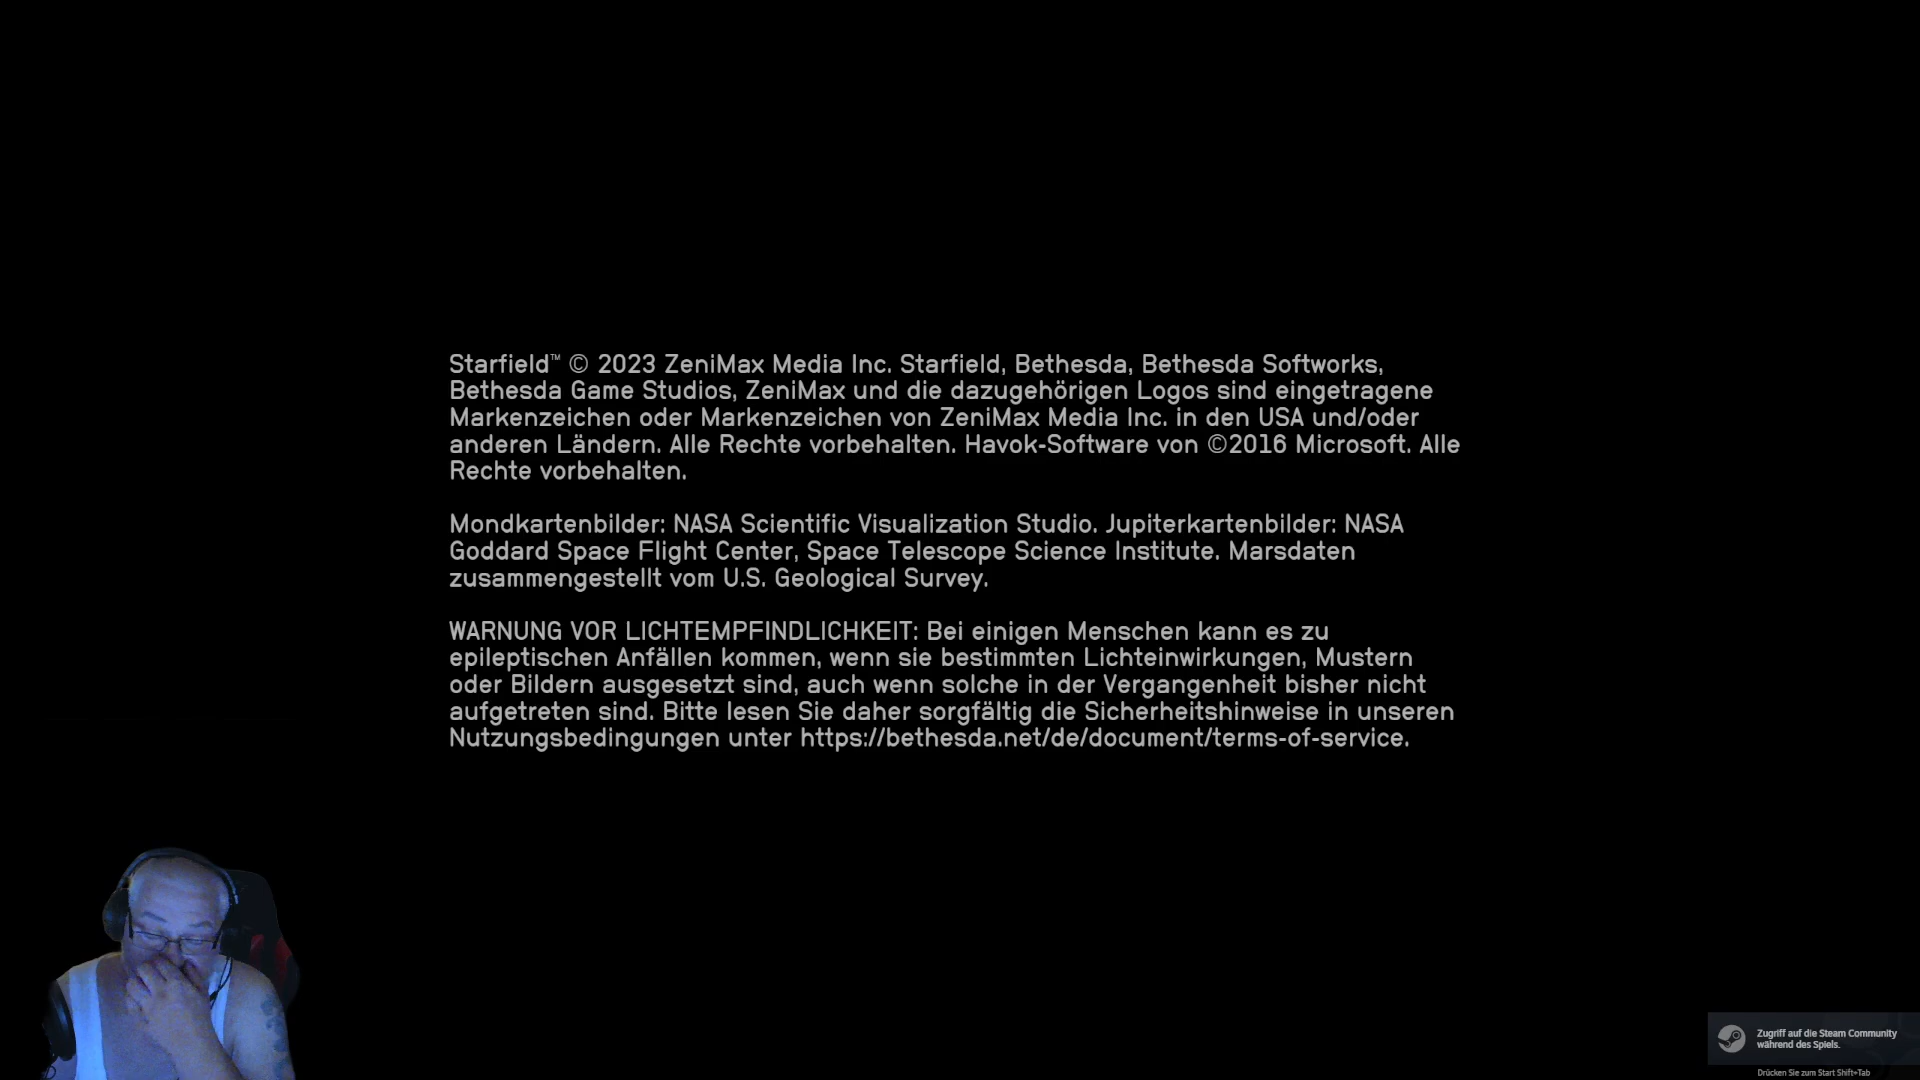 Starfield™ © 2023 ZeniMax Media Inc. Starfield, Bethesda, Bethesda Softworks,
Bethesda Game Studios, ZeniMax und die dazugehörigen Logos sind eingetragene
Markenzeichen oder Markenzeichen von ZeniMax Media Inc. in den USA und/oder
anderen Ländern. Alle Rechte vorbehalten. Havok-Software von ©2016 Microsoft. Alle
Rechte vorbehalten.
Mondkartenbilder: NASA Scientific Visualization Studio. Jupiterkartenbilder: NASA
Goddard Space Flight Center, Space Telescope Science Institute. Marsdaten
zusammengestellt vom U.S. Geological Survey.
WARNUNG VOR LICHTEMPFINDLICHKEIT: Bei einigen Menschen kann es zu
epileptischen Anfällen kommen, wenn sie bestimmten Lichteinwirkungen, Mustern
oder Bildern ausgesetzt sind, auch wenn solche in der Vergangenheit bisher nicht
aufgetreten sind. Bitte lesen Sie daher sorgfältig die Sicherheitshinweise in unseren
Nutzungsbedingungen unter https://bethesda.net/de/document/terms-of-service.
Zugriff auf die Steam Community
während des Spiels.
Drücken Sie zum Start Shift+Tab